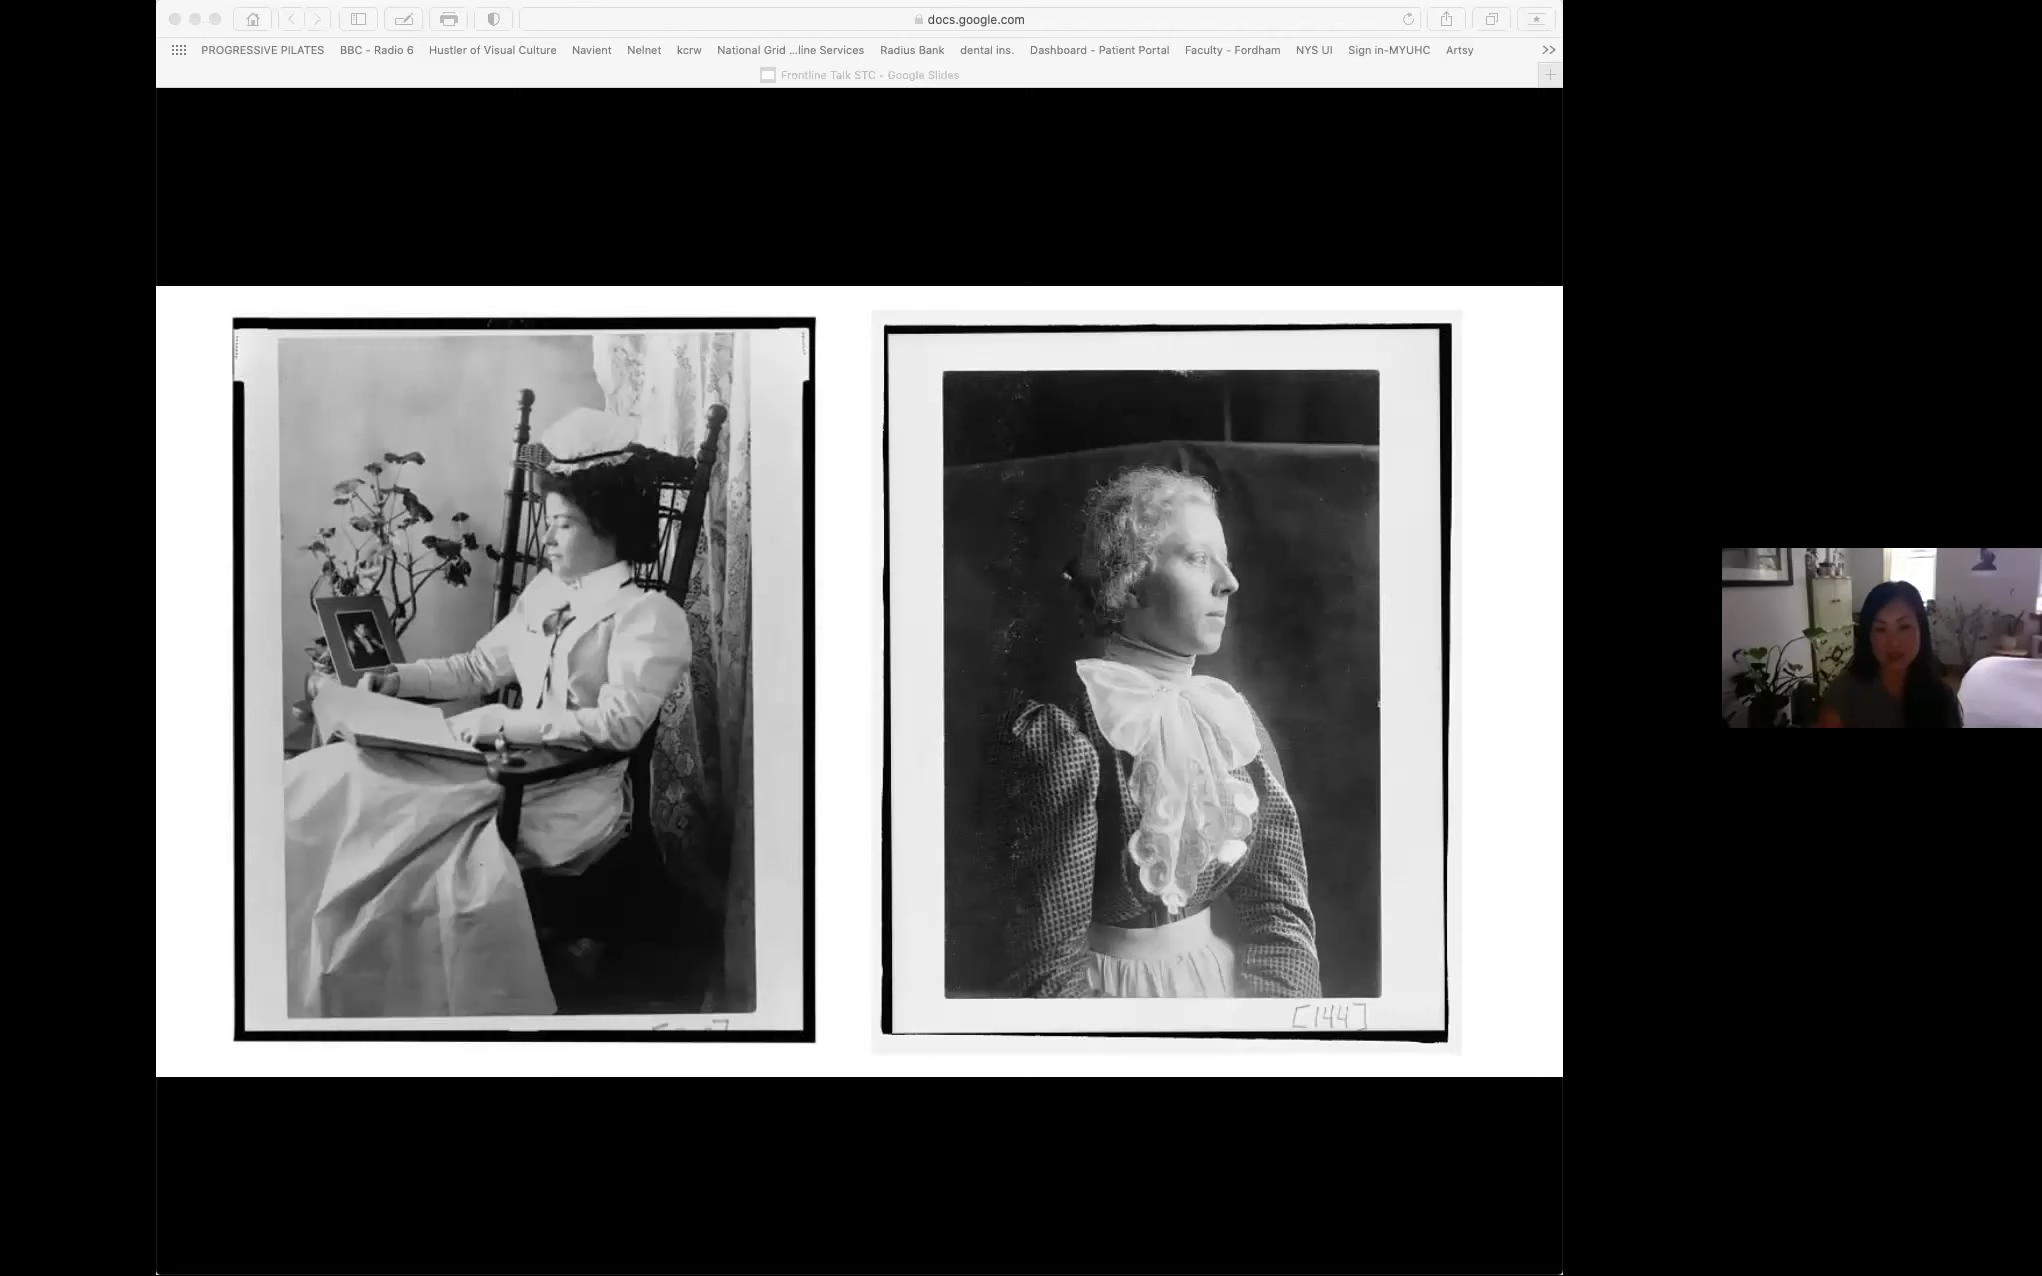 docs.google.com
PROGRESSIVE PILATES BBC - Radio 6 Hustler of Visual Culture Navient Nelnet kcrw National Grid ...line Services Radius Bank dental ins. Dashboard - Patient Portal Faculty - Fordham NYS UI Sign in-MYUHC Artsy >>
Frontline Talk STC - Google Slides
[144]